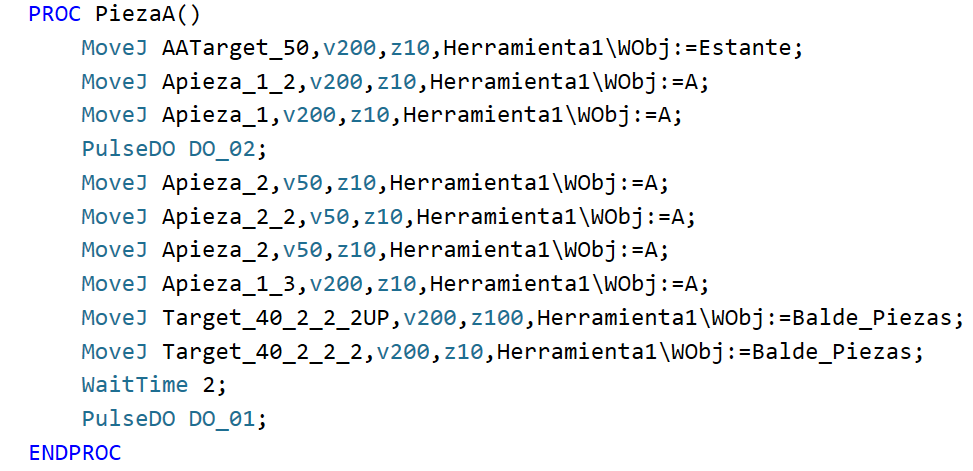 PROC PiezaA()
MoveJ AATarget_50,v200,z10,Herramienta1\WObj:=Estante;
MoveJ Apieza_1_2,v200,z10,Herramienta1\WObj:=A;
MoveJ Apieza_1,v200,z10,Herramienta1\WObj:=A;
PulseDO DO_02;
MoveJ Apieza_2,v50,z10,Herramienta1\WObj:=A;
MoveJ Apieza_2_2,v50,z10,Herramienta1\WObj:=A;
MoveJ Apieza_2,v50,z10,Herramienta1\WObj:=A;
MoveJ Apieza_1_3,v200,z10,Herramienta1\WObj:=A;
MoveJ Target_40_2_2_2UP,v200,z100,Herramienta1\WObj:=Balde_Piezas;
MoveJ Target_40_2_2_2,v200,z10,Herramienta1\WObj:=Balde_Piezas;
WaitTime 2;
PulseDO DO_01;
ENDPROC